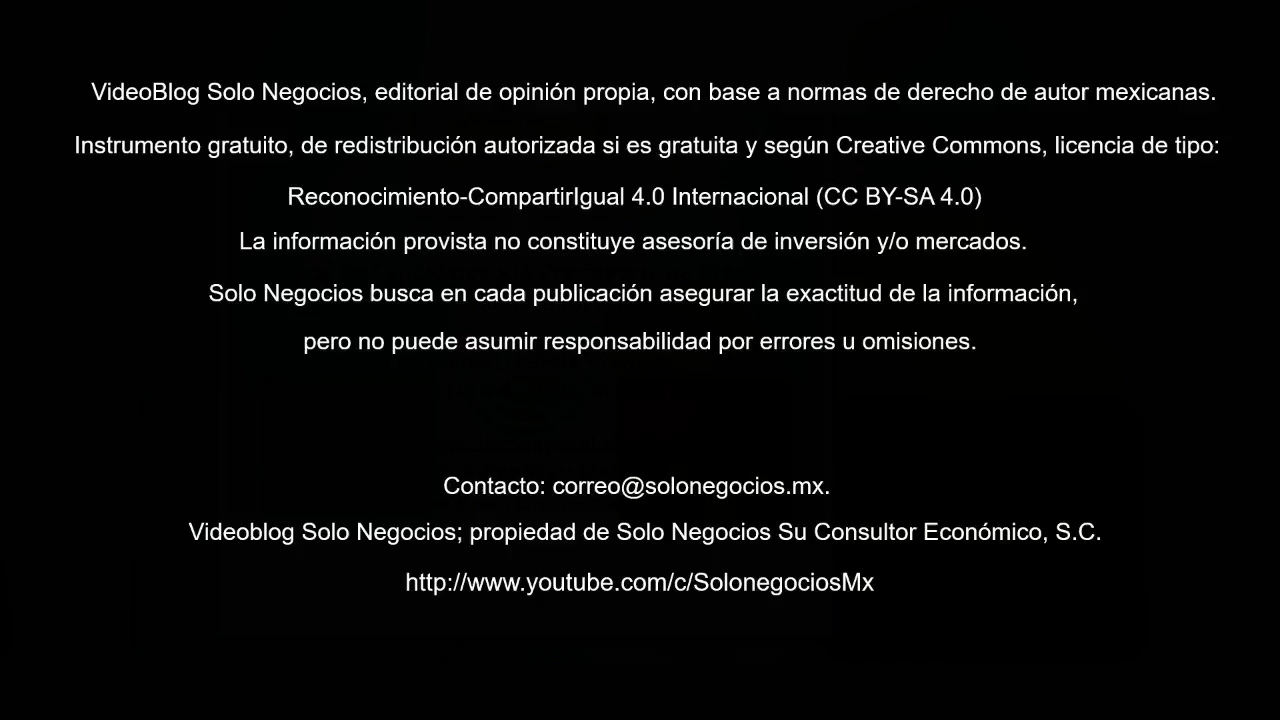 VideoBlog Solo Negocios, editorial de opinión propia, con base a normas de derecho de autor mexicanas.
Instrumento gratuito, de redistribución autorizada si es gratuita y según Creative Commons, licencia de tipo:
Reconocimiento-CompartirIgual 4.0 Internacional (CC BY-SA 4.0)
La información provista no constituye asesoría de inversión y/o mercados.
Solo Negocios busca en cada publicación asegurar la exactitud de la información,
pero no puede asumir responsabilidad por errores u omisiones.
Contacto: correo@solonegocios.mx.
Videoblog Solo Negocios; propiedad de Solo Negocios Su Consultor Económico, S.C.
http://www.youtube.com/c/SolonegociosMx